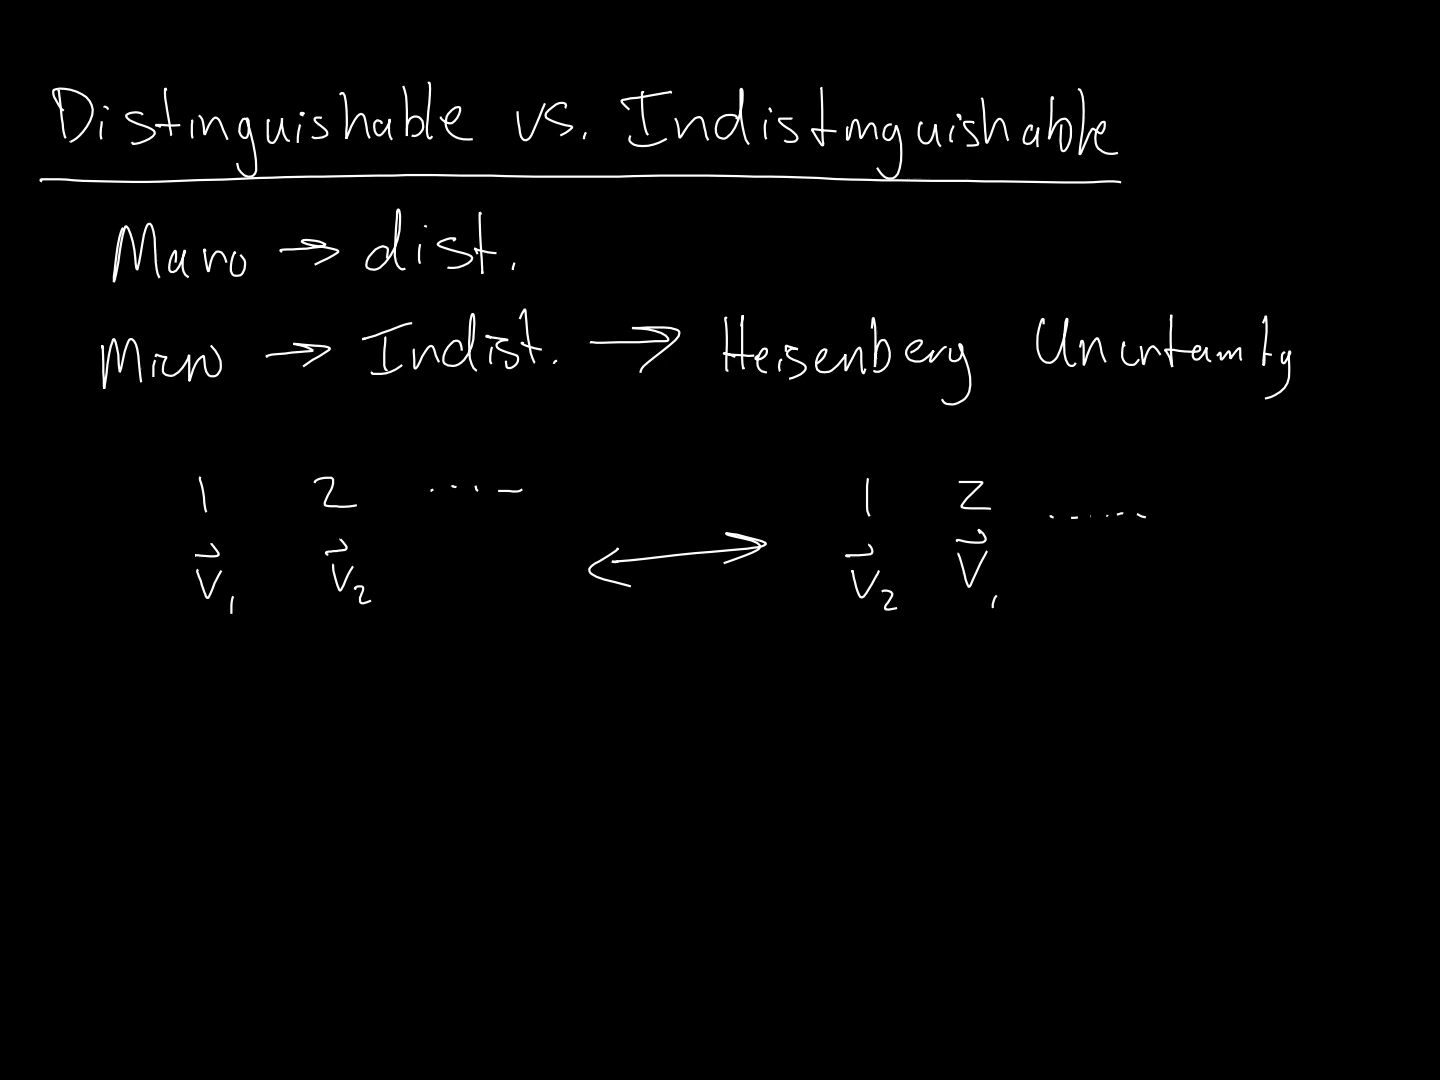 Distinguishable vs. Indistinguishable
Macro → dist.
Micro → Indist. → Heisenberg Uncertainty
1 2 ..... ↔ 1 2 ......
v⃗₁ v⃗₂ v⃗₂ v⃗₁